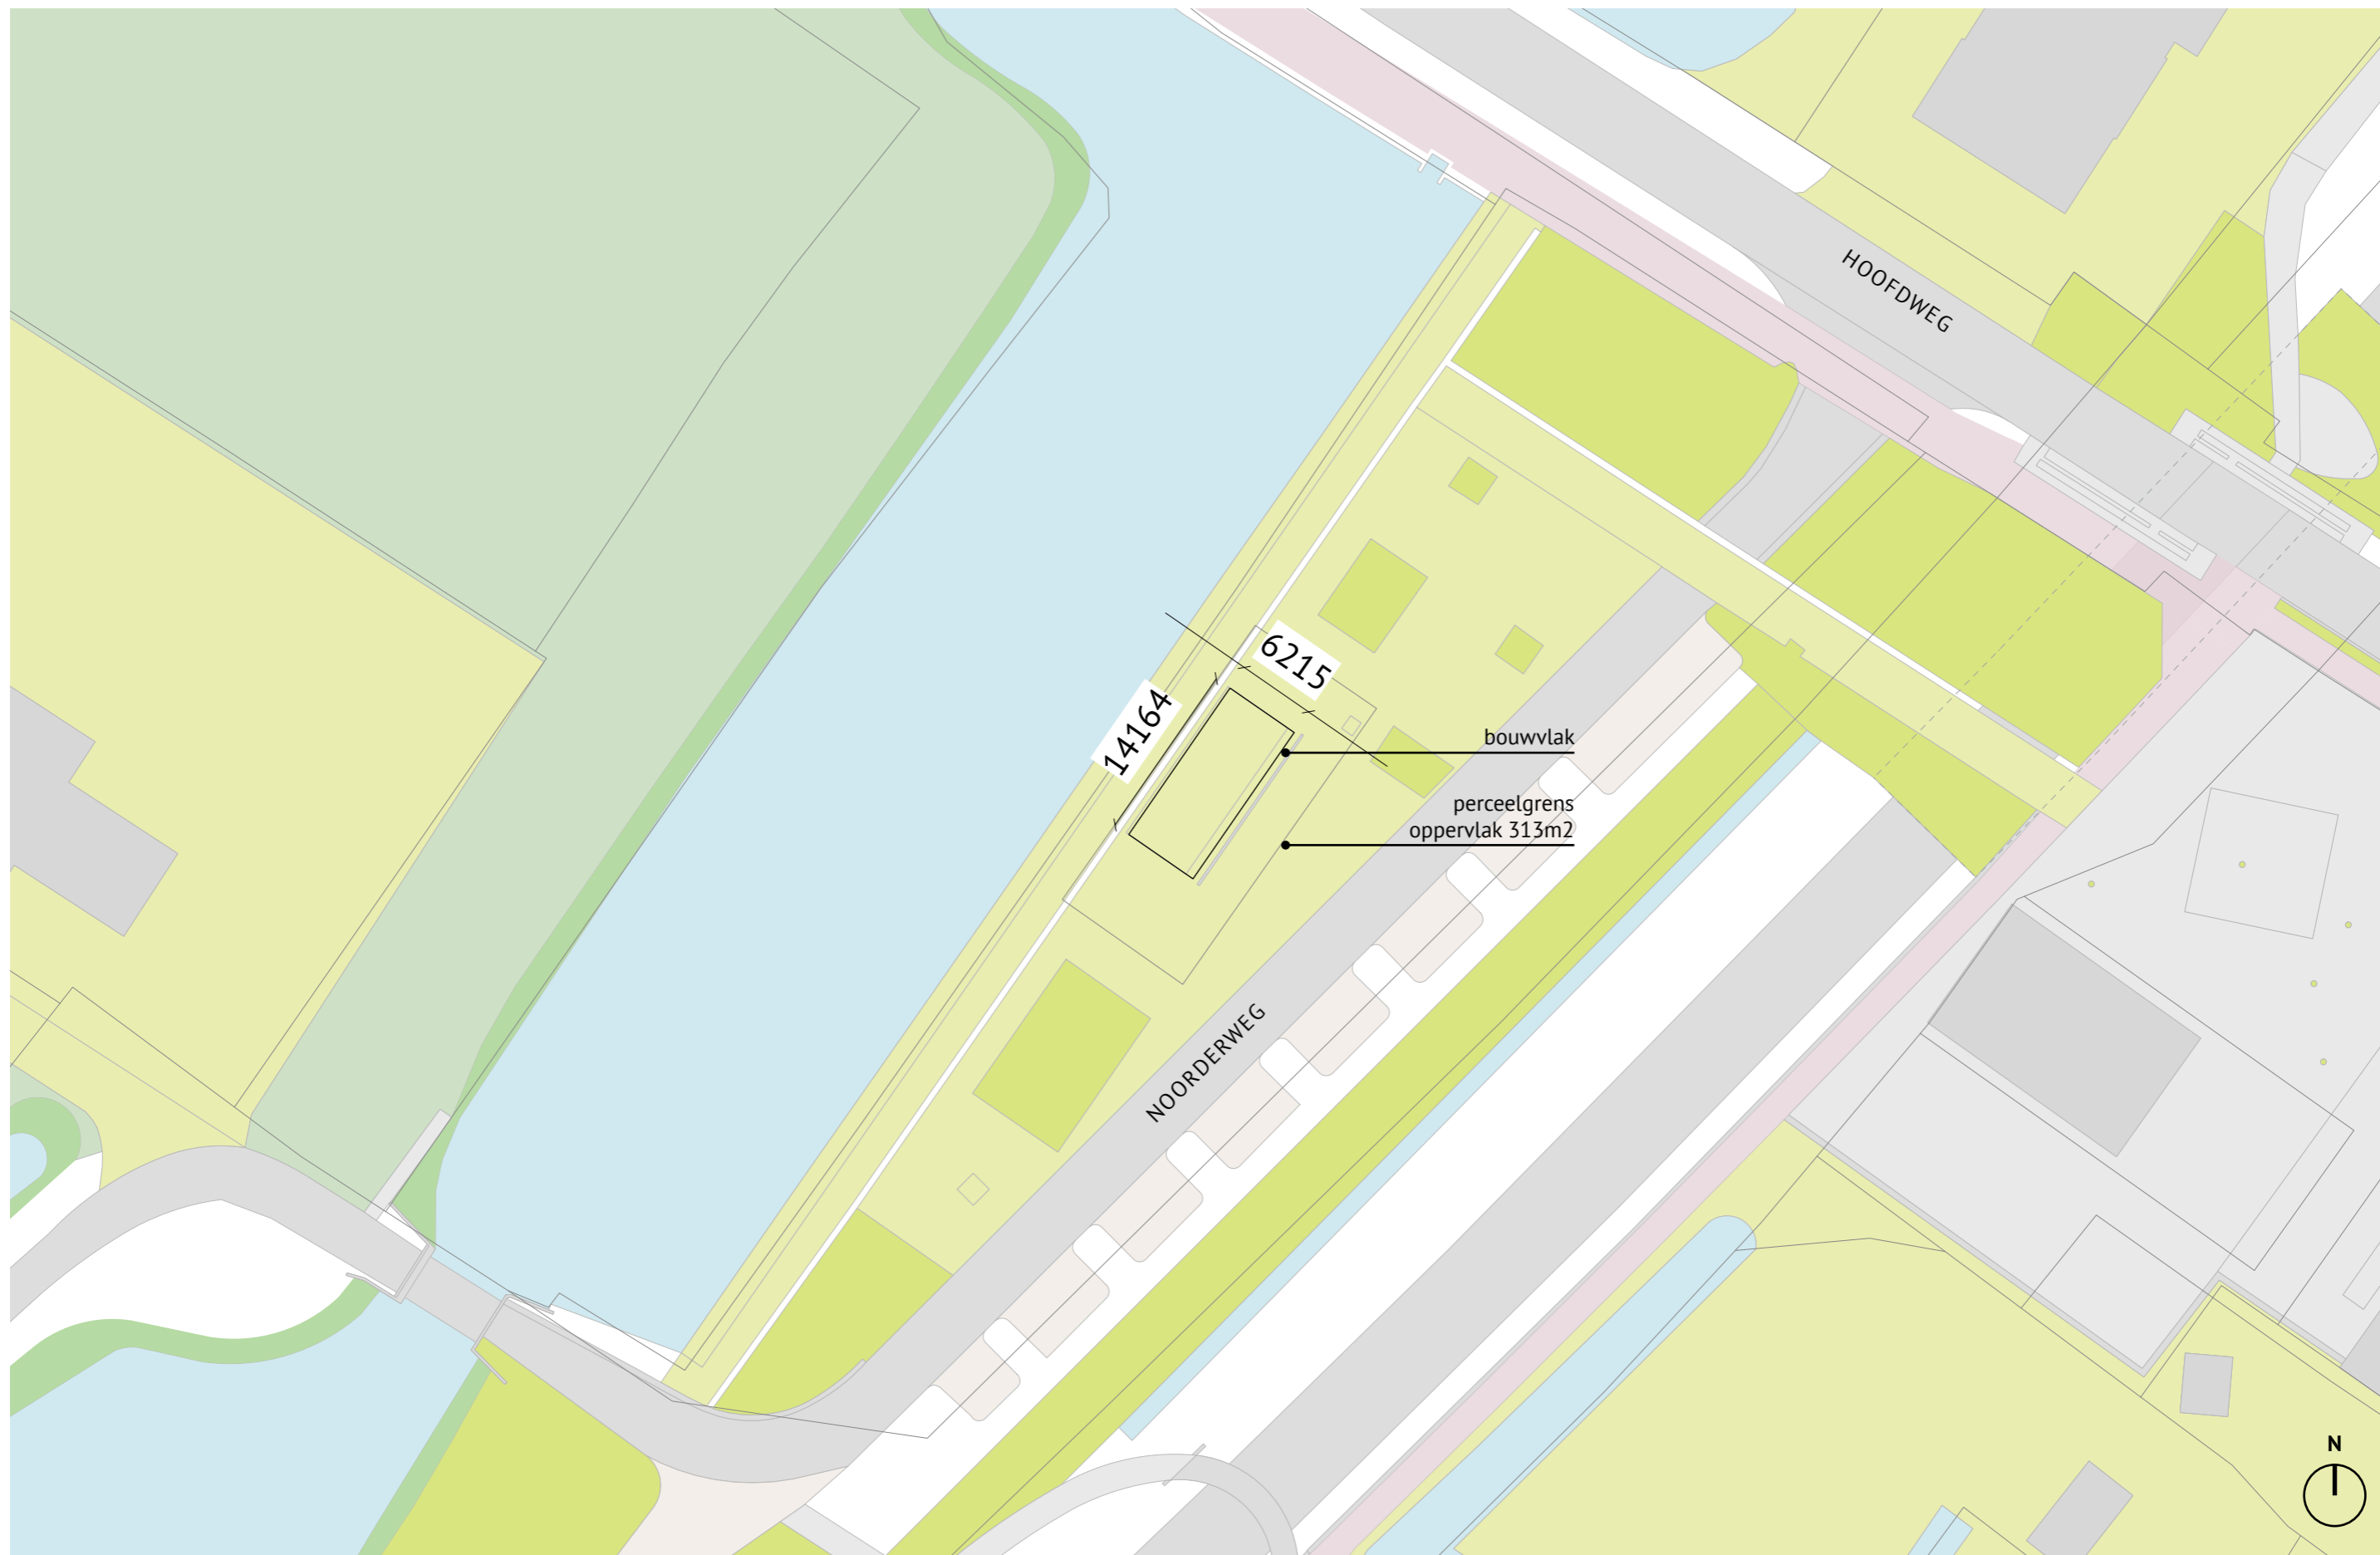 HOOFDWEG
6215
14164
bouwvlak
perceelgrens
oppervlak 313m2
NOORDERWEG
N